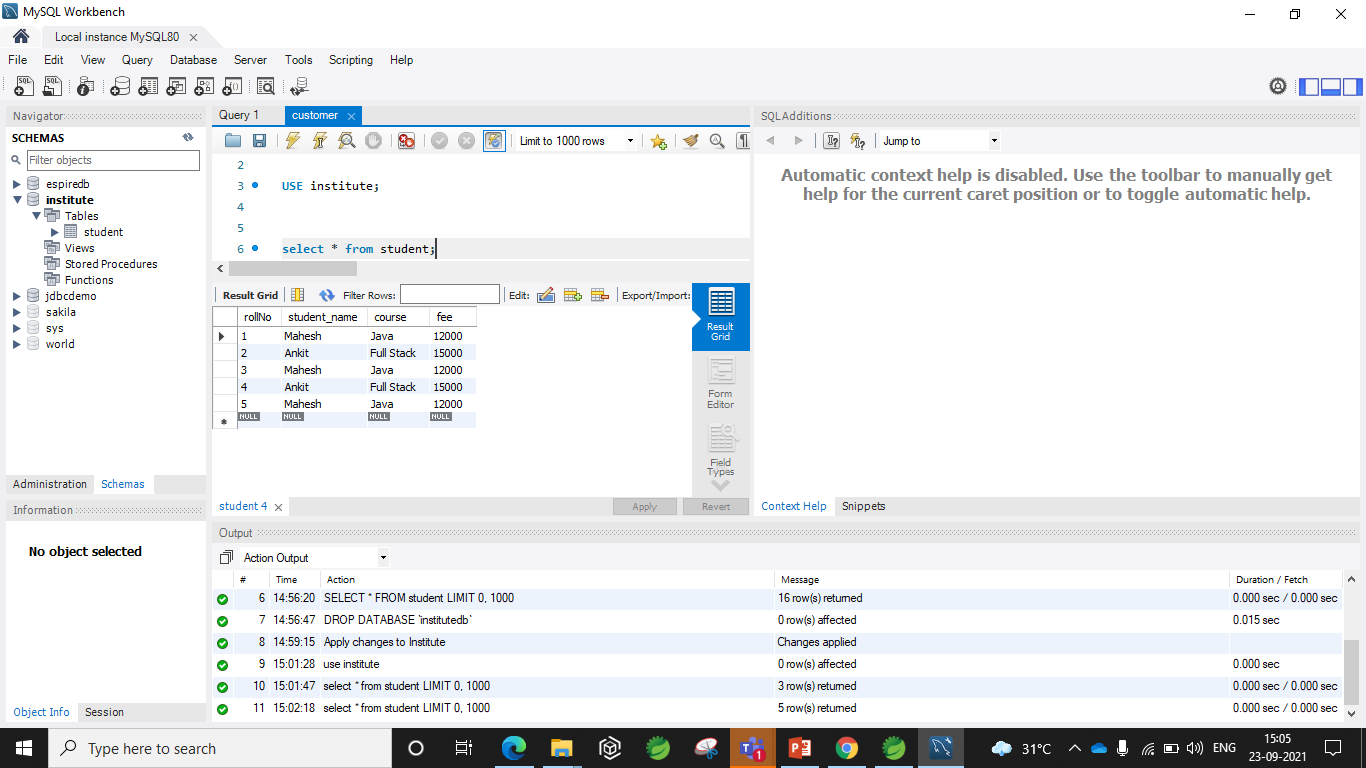 MySQL Workbench
Local instance MySQL80
File Edit View Query Database Server Tools Scripting Help
Navigator
SCHEMAS
Filter objects
espiredb
institute
Tables
student
Views
Stored Procedures
Functions
jdbcdemo
sakila
sys
world
Administration Schemas
Information
No object selected
Object Info Session
Query 1 customer
Limit to 1000 rows
2
3 USE institute;
4
5
6 select * from student;
Result Grid Filter Rows: Edit: Export/Import:
rollNo student_name course fee
1 Mahesh Java 12000
2 Ankit Full Stack 15000
3 Mahesh Java 12000
4 Ankit Full Stack 15000
5 Mahesh Java 12000
NULL NULL NULL NULL
Result
Grid
Form
Editor
Field
Types
student 4 Apply Revert
SQLAdditions
Jump to
Automatic context help is disabled. Use the toolbar to manually get
help for the current caret position or to toggle automatic help.
Context Help Snippets
Output
Action Output
# Time Action Message Duration / Fetch
6 14:56:20 SELECT * FROM student LIMIT 0, 1000 16 row(s) returned 0.000 sec / 0.000 sec
7 14:56:47 DROP DATABASE `institutedb` 0 row(s) affected 0.015 sec
8 14:59:15 Apply changes to Institute Changes applied
9 15:01:28 use institute 0 row(s) affected 0.000 sec
10 15:01:47 select * from student LIMIT 0, 1000 3 row(s) returned 0.000 sec / 0.000 sec
11 15:02:18 select * from student LIMIT 0, 1000 5 row(s) returned 0.000 sec / 0.000 sec
Type here to search
31°C
ENG
15:05
23-09-2021